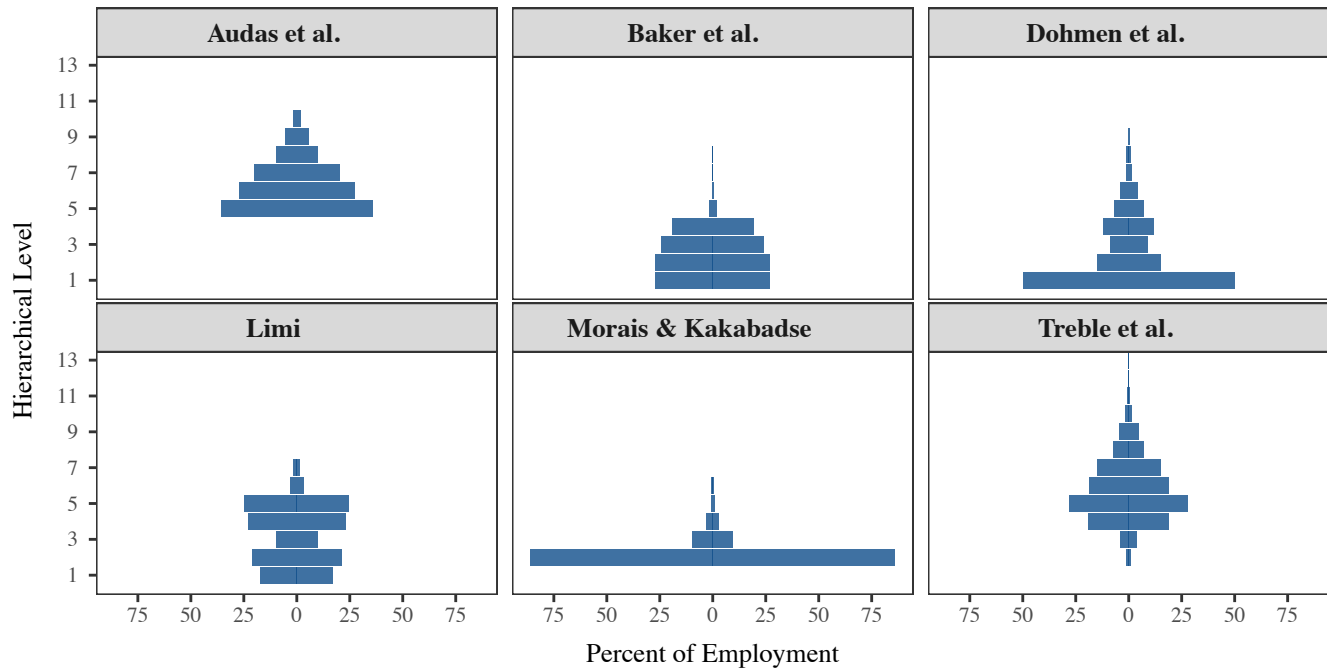 Audas et al.
Baker et al.
Dohmen et al.
13
11
9
7
5
3
1
Limi
Morais & Kakabadse
Treble et al.
13
11
9
7
5
3
1
Hierarchical Level
75 50 25 0 25 50 75
75 50 25 0 25 50 75
75 50 25 0 25 50 75
Percent of Employment